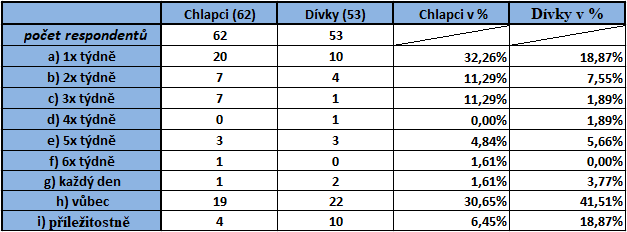 Chlapci (62) Dívky (53) Chlapci v % Dívky v %
počet respondentů 62 53
a) 1x týdně 20 10 32,26% 18,87%
b) 2x týdně 7 4 11,29% 7,55%
c) 3x týdně 7 1 11,29% 1,89%
d) 4x týdně 0 1 0,00% 1,89%
e) 5x týdně 3 3 4,84% 5,66%
f) 6x týdně 1 0 1,61% 0,00%
g) každý den 1 2 1,61% 3,77%
h) vůbec 19 22 30,65% 41,51%
i) příležitostně 4 10 6,45% 18,87%